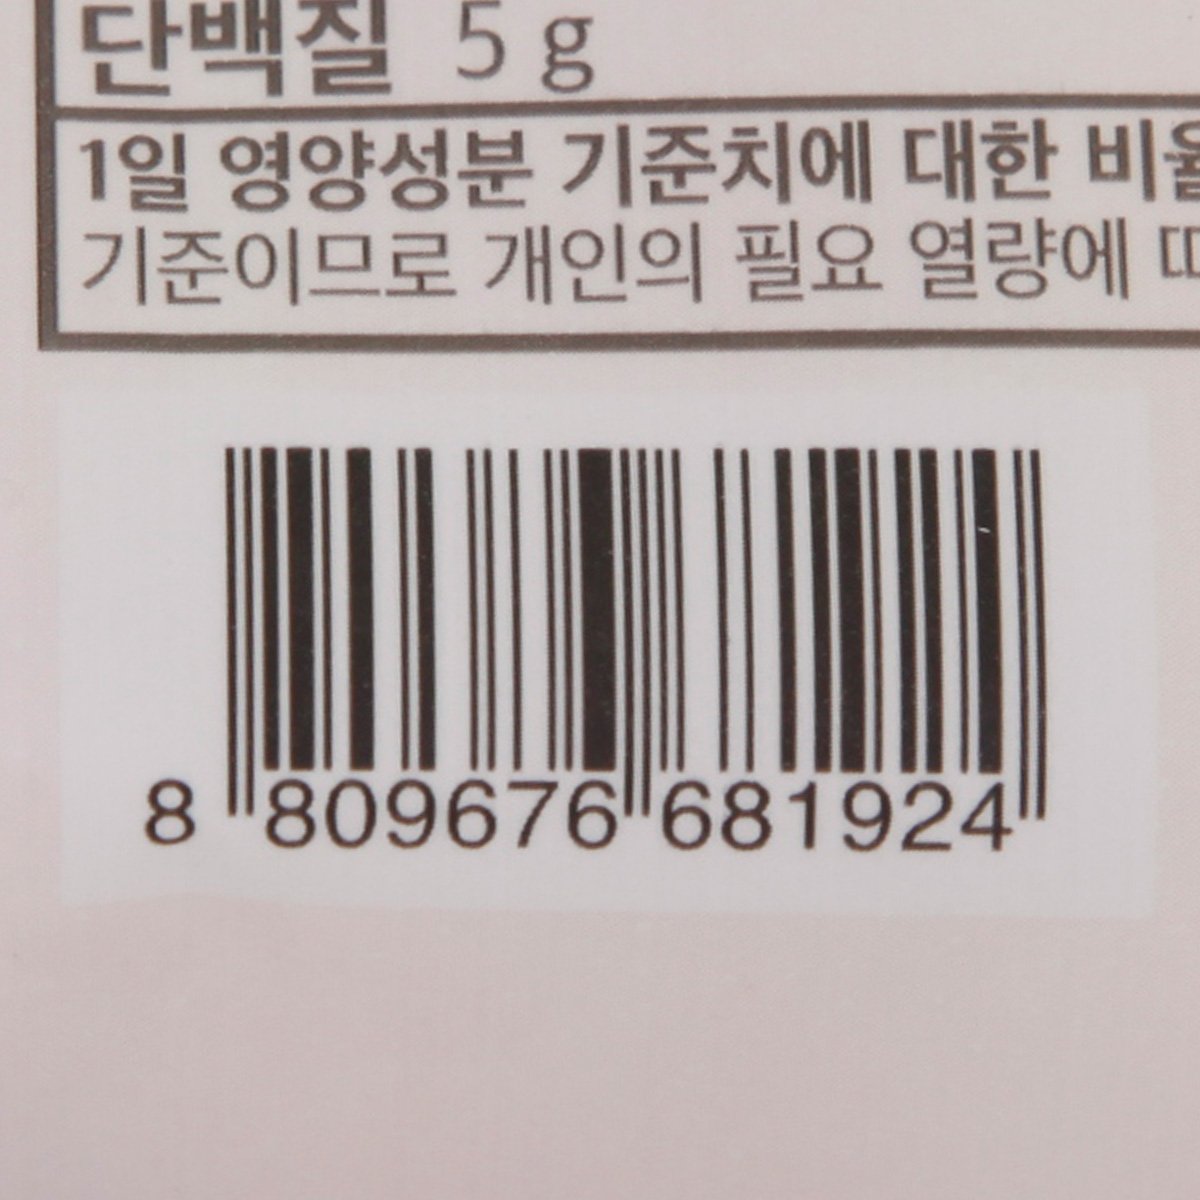 단백질 5 g
1일 영양성분 기준치에 대한 비율
기준이므로 개인의 필요 열량에
8 809676 681924